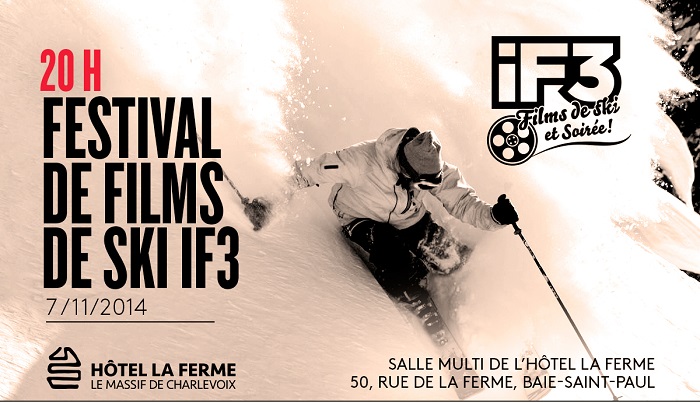 20 H
FESTIVAL
DE FILMS
DE SKI IF3
7/11/2014
HÔTEL LA FERME
LE MASSIF DE CHARLEVOIX
iF3
Films de ski
et Soirée!
SALLE MULTI DE L'HÔTEL LA FERME
50, RUE DE LA FERME, BAIE-SAINT-PAUL